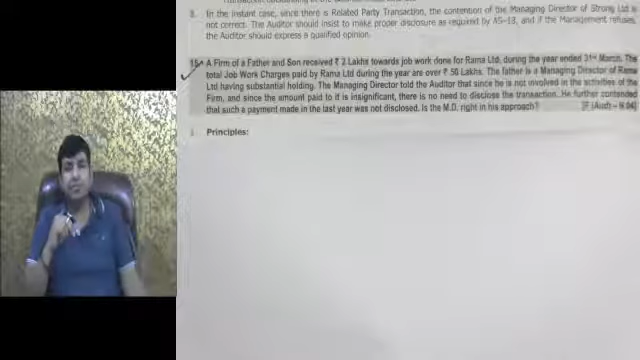 8. In the instant case, since there is Related Party Transaction, the contention of the Managing Director of Strong Ltd is
not correct. The Auditor should insist to make proper disclosure as required by AS-18, and if the Management refuses,
the Auditor should express a qualified opinion.
15. A Firm of a Father and Son received ₹ 2 Lakhs towards job work done for Rama Ltd, during the year ended 31st March. The
total Job Work Charges paid by Rama Ltd during the year are over ₹ 50 Lakhs. The father is a Managing Director of Rama
Ltd having substantial holding. The Managing Director told the Auditor that since he is not involved in the activities of the
Firm, and since the amount paid to it is insignificant, there is no need to disclose the transaction. He further contended
that such a payment made in the last year was not disclosed. Is the M.D. right in his approach?
Principles: